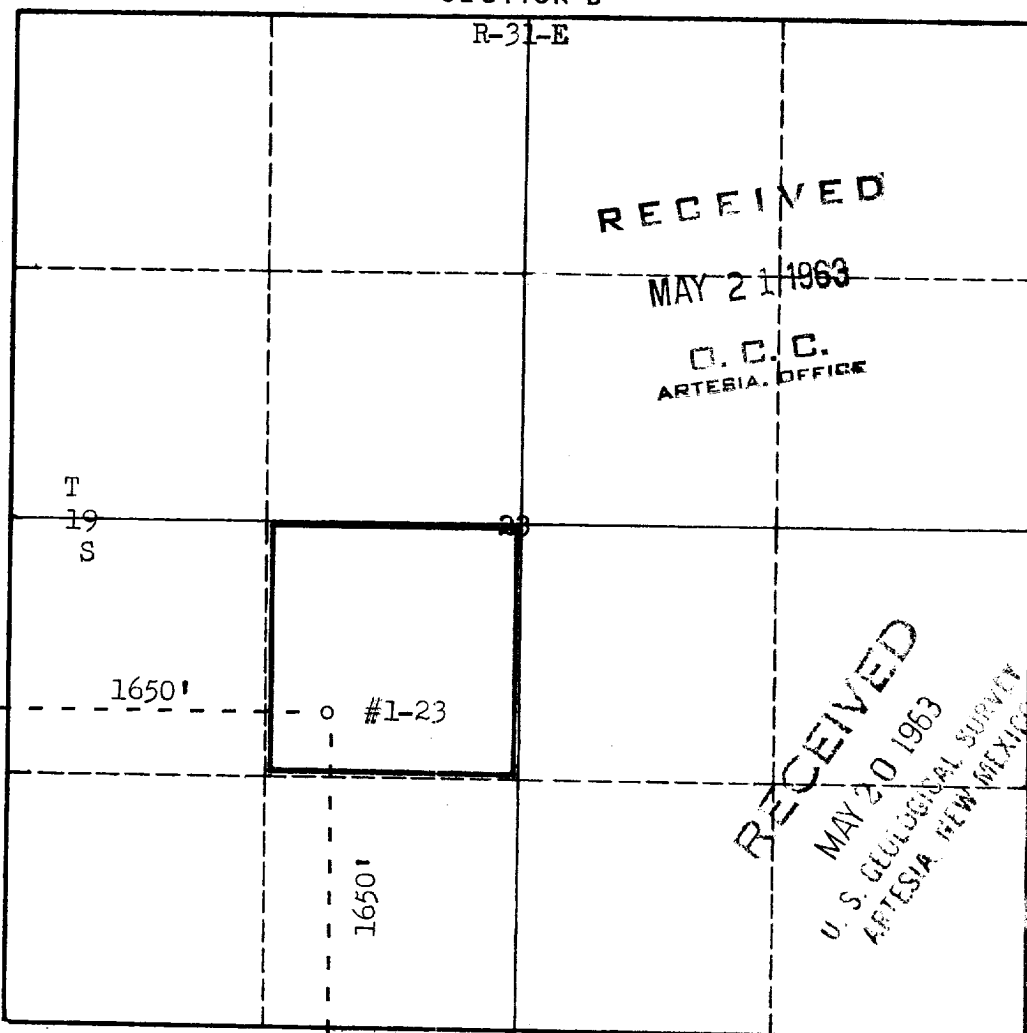 R-31-E
RECEIVED
MAY 21 1963
O. C. C.
ARTESIA, OFFICE
T
19
S
23
1650'
#1-23
1650'
RECEIVED
MAY 20 1963
U. S. GEOLOGICAL SURVEY
ARTESIA, NEW MEXICO